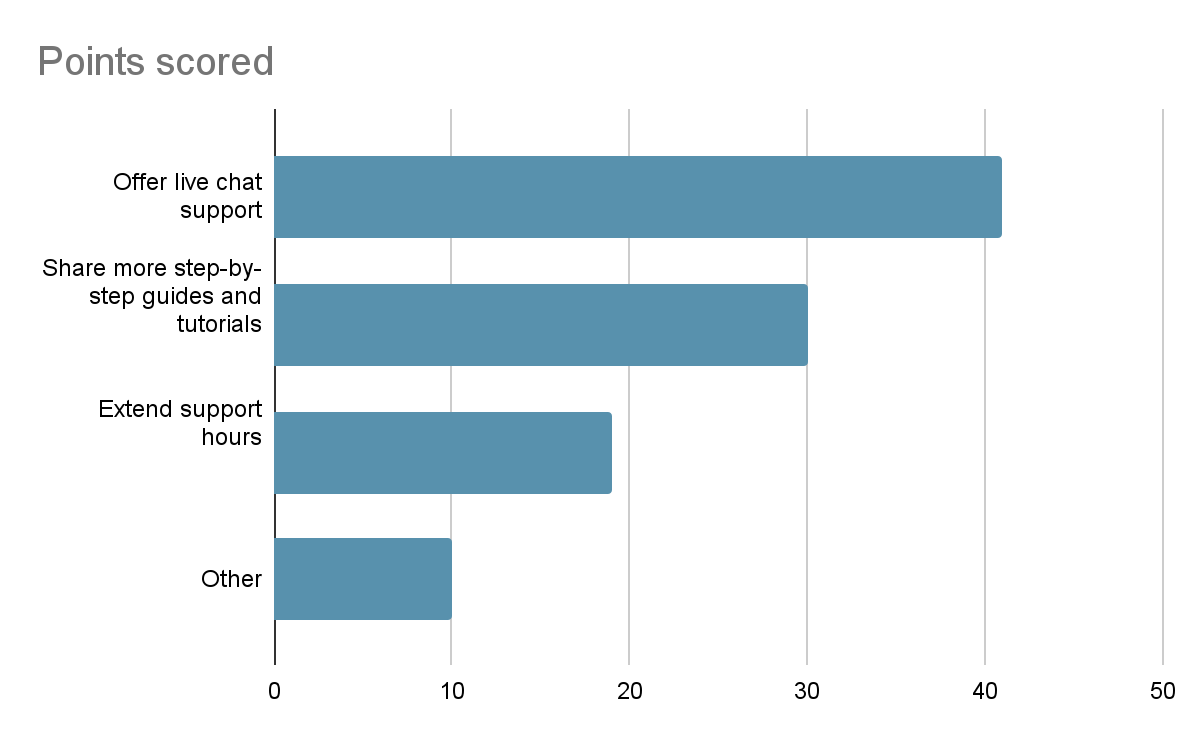 Points scored
Offer live chat
support
Share more step-by-
step guides and
tutorials
Extend support
hours
Other
0 10 20 30 40 50